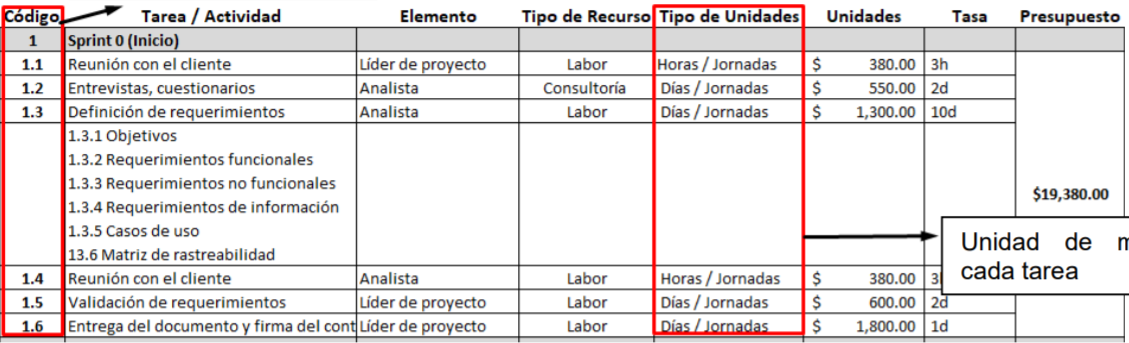 Código Tarea / Actividad Elemento Tipo de Recurso Tipo de Unidades Unidades Tasa Presupuesto
1 Sprint 0 (Inicio)
1.1 Reunión con el cliente Líder de proyecto Labor Horas / Jornadas $ 380.00 3h
1.2 Entrevistas, cuestionarios Analista Consultoría Días / Jornadas $ 550.00 2d
1.3 Definición de requerimientos Analista Labor Días / Jornadas $ 1,300.00 10d
1.3.1 Objetivos
1.3.2 Requerimientos funcionales
1.3.3 Requerimientos no funcionales
$19,380.00
1.3.4 Requerimientos de información
1.3.5 Casos de uso
13.6 Matriz de rastreabilidad
Unidad de
cada tarea
1.4 Reunión con el cliente Analista Labor Horas / Jornadas $ 380.00
1.5 Validación de requerimientos Líder de proyecto Labor Días / Jornadas $ 600.00 2d
1.6 Entrega del documento y firma del cont Líder de proyecto Labor Días / Jornadas $ 1,800.00 1d